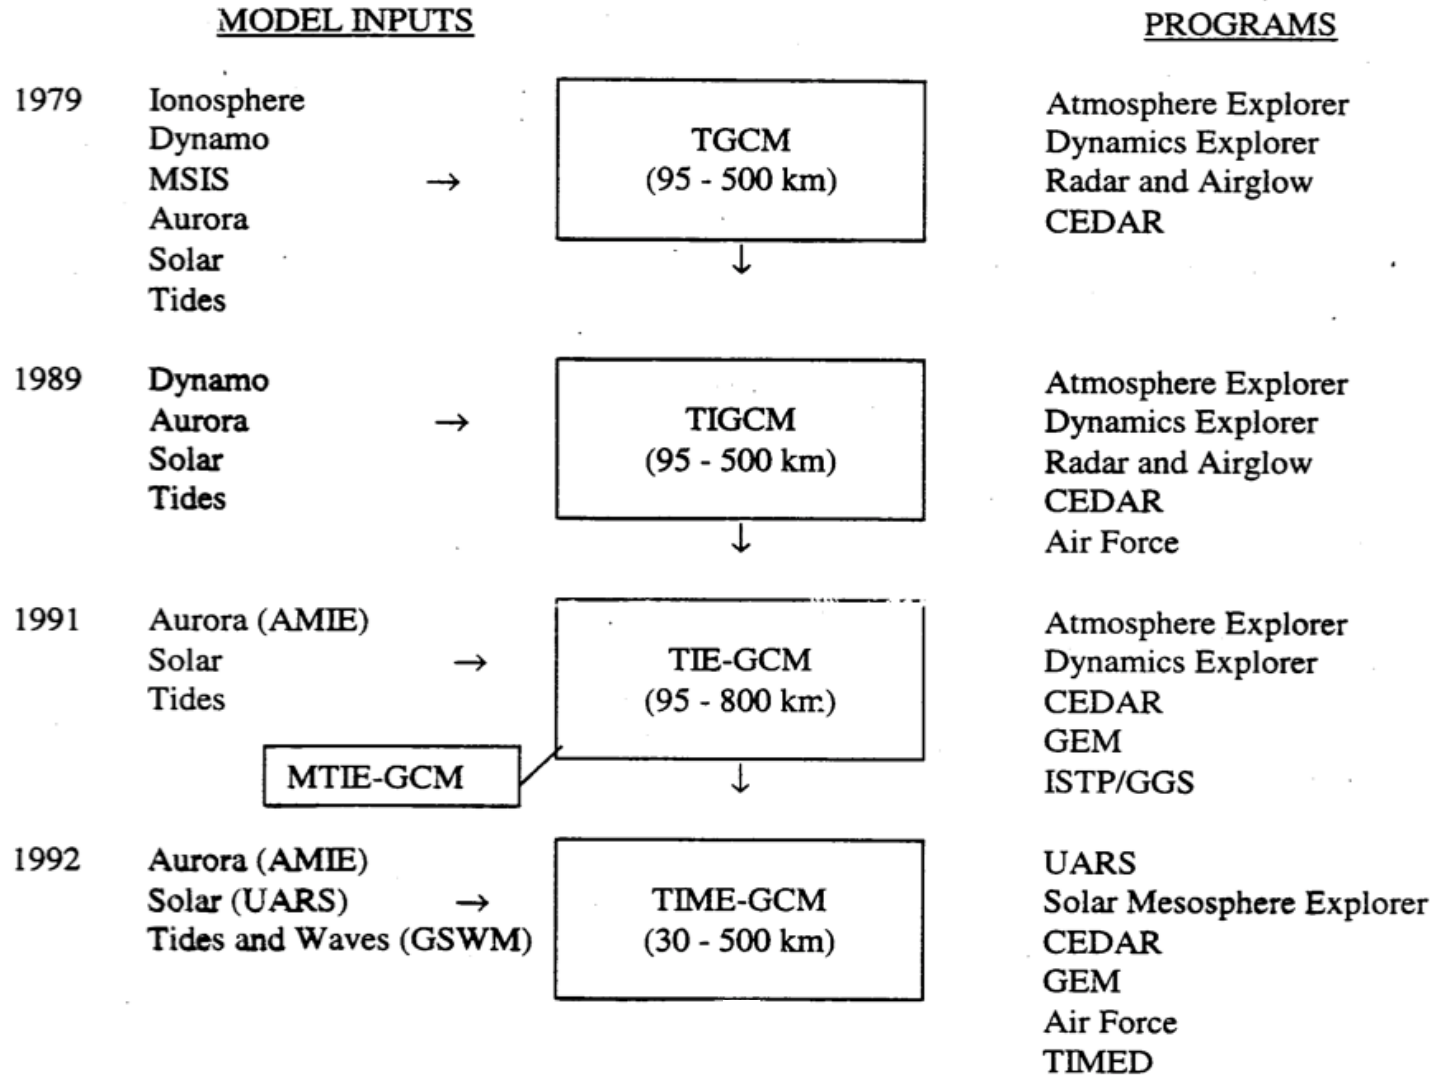 MODEL INPUTS
PROGRAMS
1979
Ionosphere
Dynamo
MSIS →
Aurora
Solar
Tides
TGCM
(95 - 500 km)
↓
Atmosphere Explorer
Dynamics Explorer
Radar and Airglow
CEDAR
1989
Dynamo
Aurora →
Solar
Tides
TIGCM
(95 - 500 km)
↓
Atmosphere Explorer
Dynamics Explorer
Radar and Airglow
CEDAR
Air Force
1991
Aurora (AMIE)
Solar →
Tides
TIE-GCM
(95 - 800 km)
MTIE-GCM
↓
Atmosphere Explorer
Dynamics Explorer
CEDAR
GEM
ISTP/GGS
1992
Aurora (AMIE)
Solar (UARS) →
Tides and Waves (GSWM)
TIME-GCM
(30 - 500 km)
UARS
Solar Mesosphere Explorer
CEDAR
GEM
Air Force
TIMED